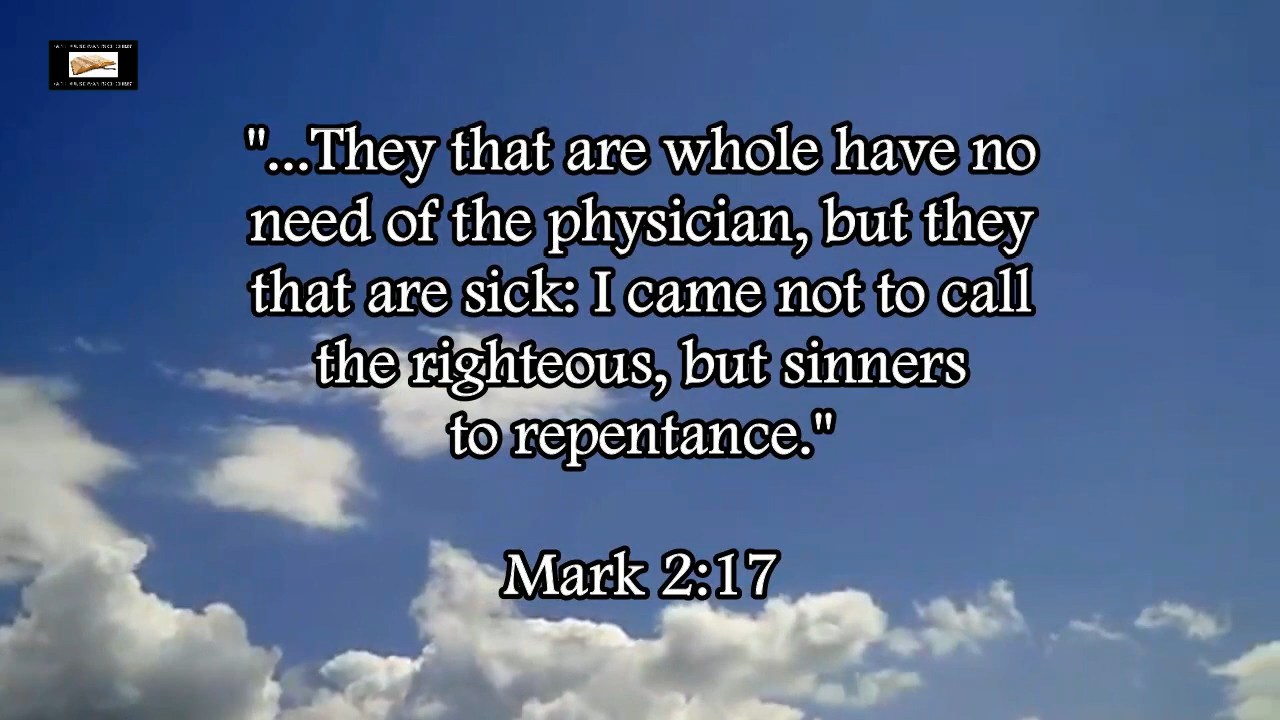 "...They that are whole have no
need of the physician, but they
that are sick: I came not to call
the righteous, but sinners
to repentance."
Mark 2:17